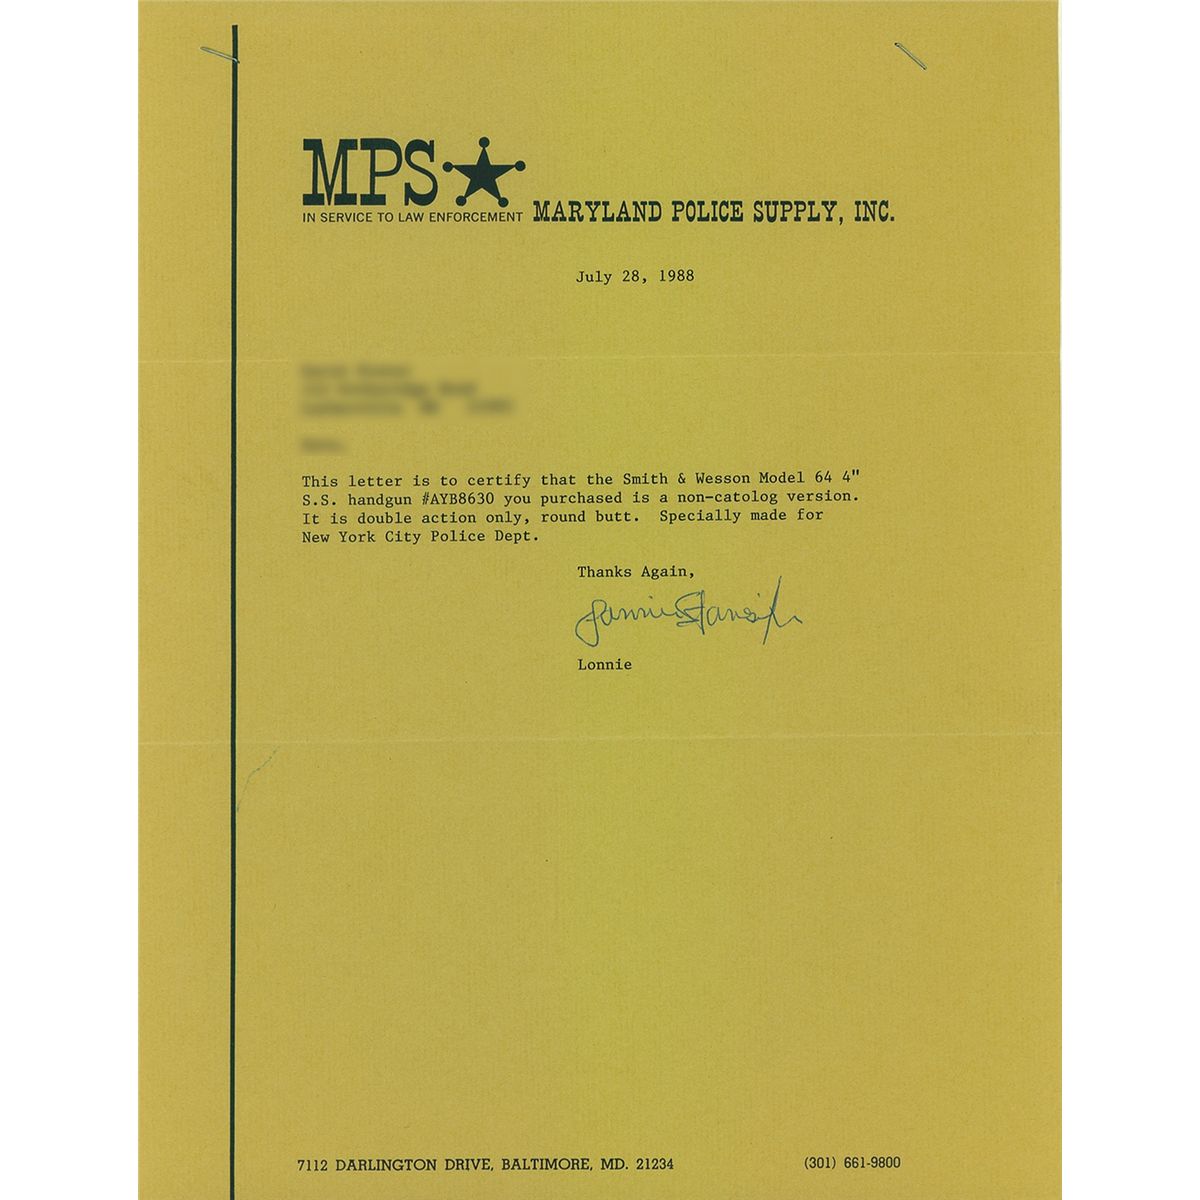 MPS
IN SERVICE TO LAW ENFORCEMENT
MARYLAND POLICE SUPPLY, INC.
July 28, 1988
This letter is to certify that the Smith & Wesson Model 64 4"
S.S. handgun #AYB8630 you purchased is a non-catolog version.
It is double action only, round butt. Specially made for
New York City Police Dept.
Thanks Again,
Lonnie
7112 DARLINGTON DRIVE, BALTIMORE, MD. 21234
(301) 661-9800